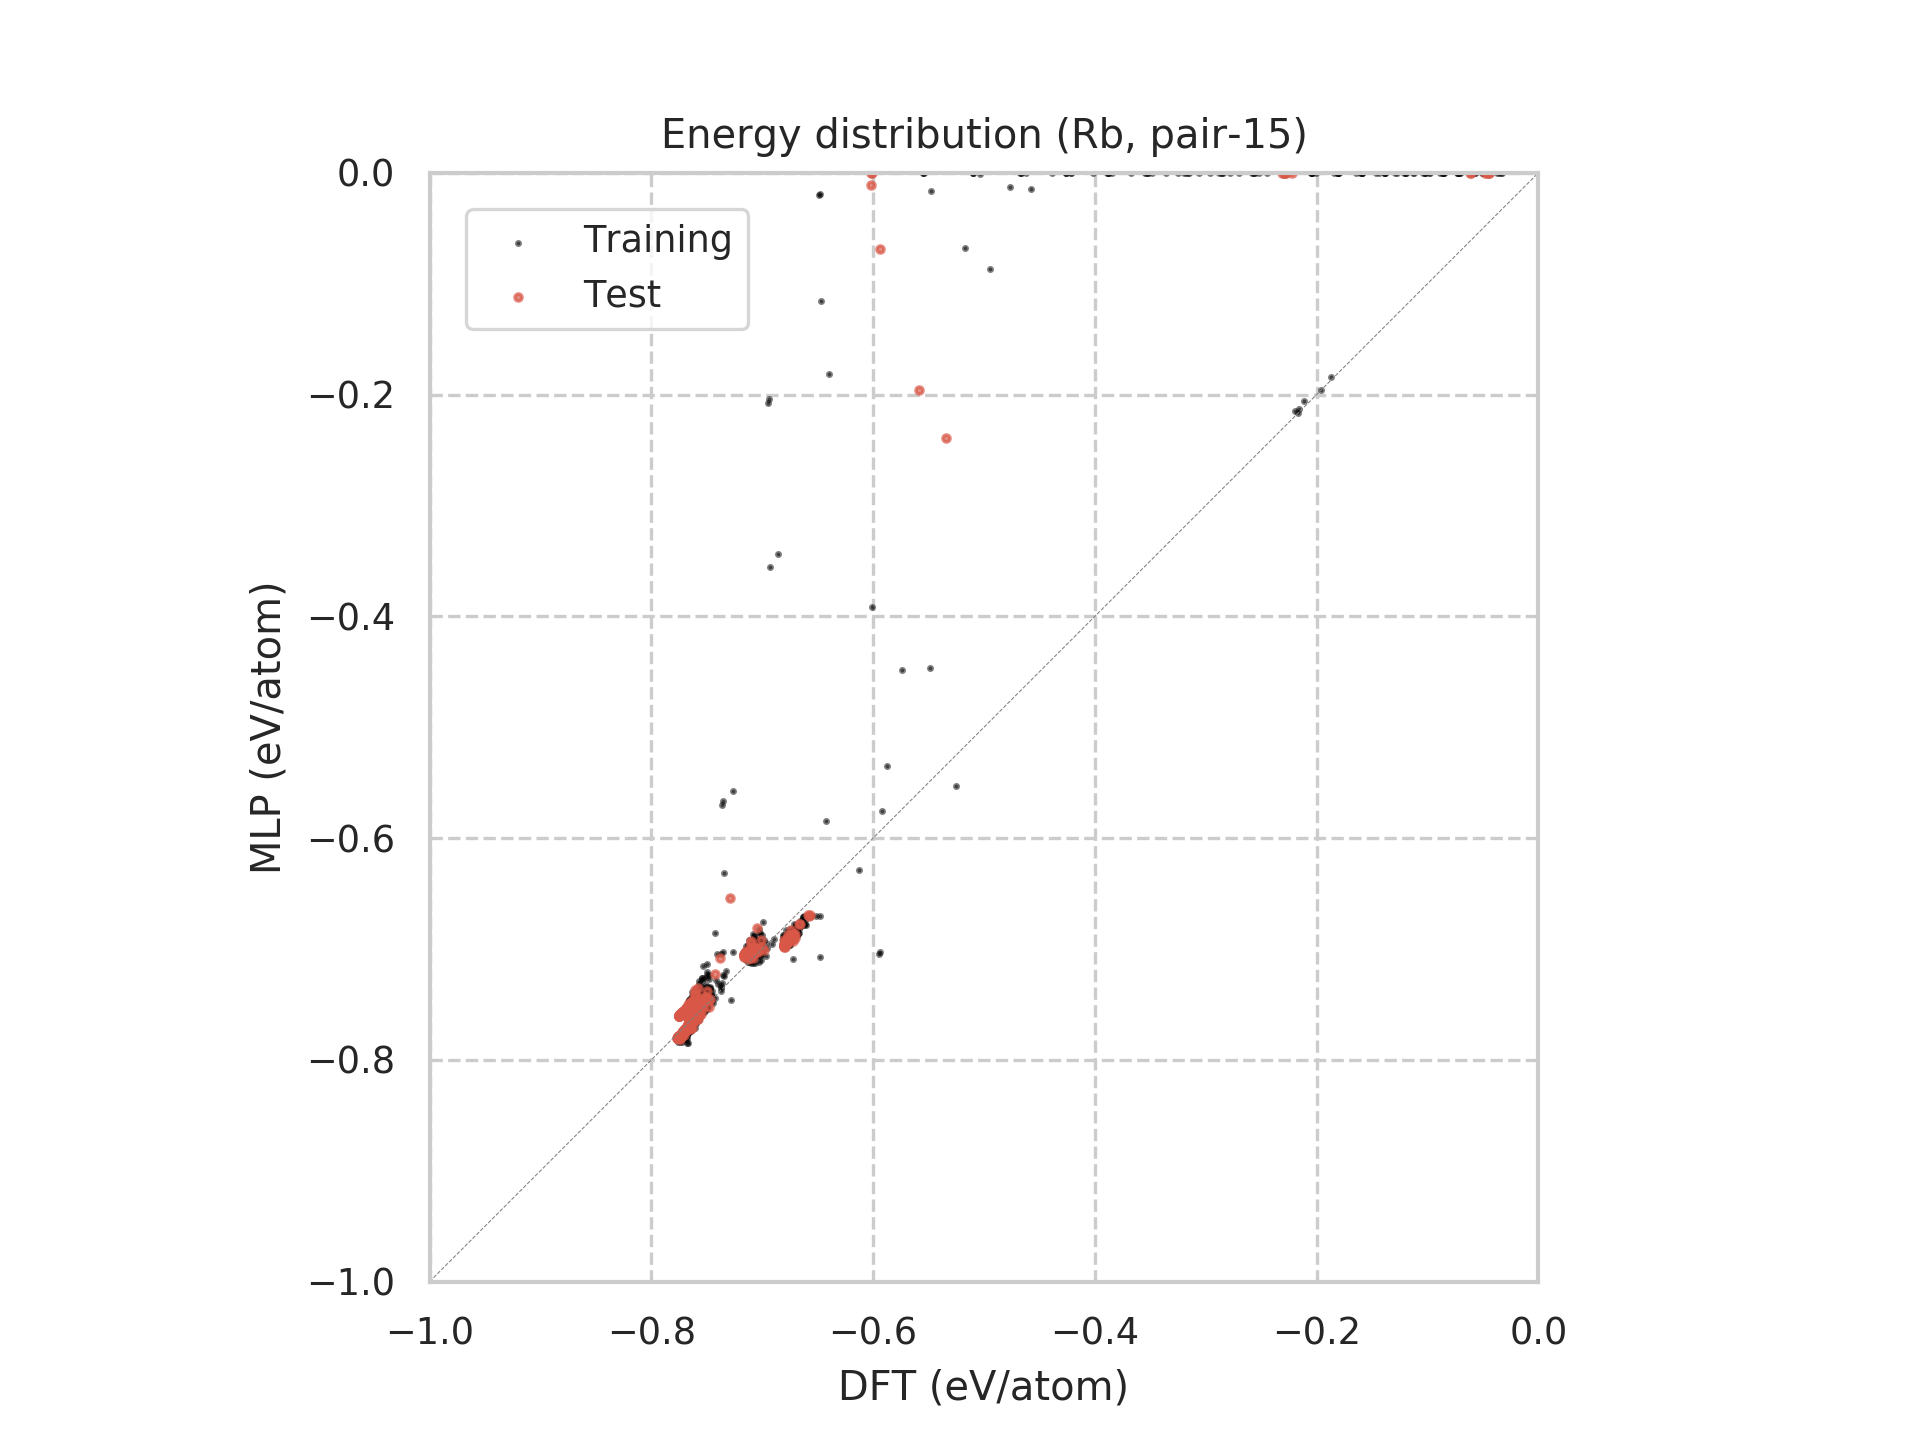 Energy distribution (Rb, pair-15)
0.0
−0.2
−0.4
−0.6
−0.8
−1.0
Training
Test
MLP (eV/atom)
−1.0
−0.8
−0.6
−0.4
−0.2
0.0
DFT (eV/atom)